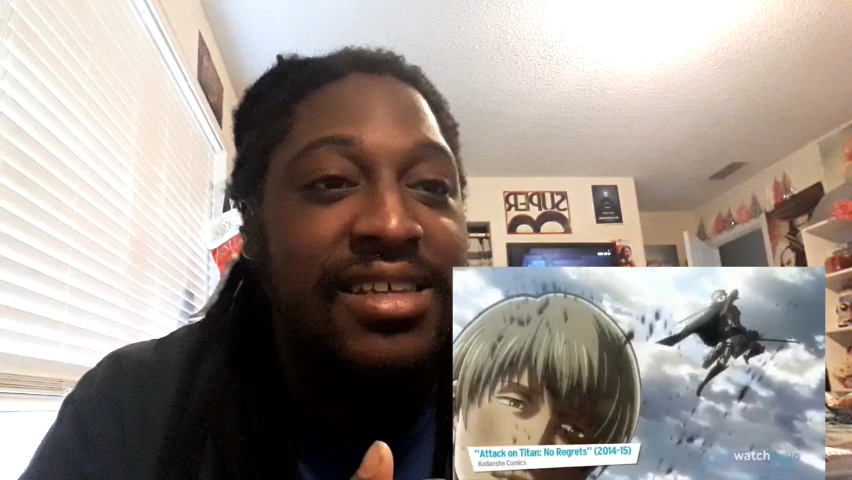 SUPER
"Attack on Titan: No Regrets" (2014-15)
Kodansha Comics
watch